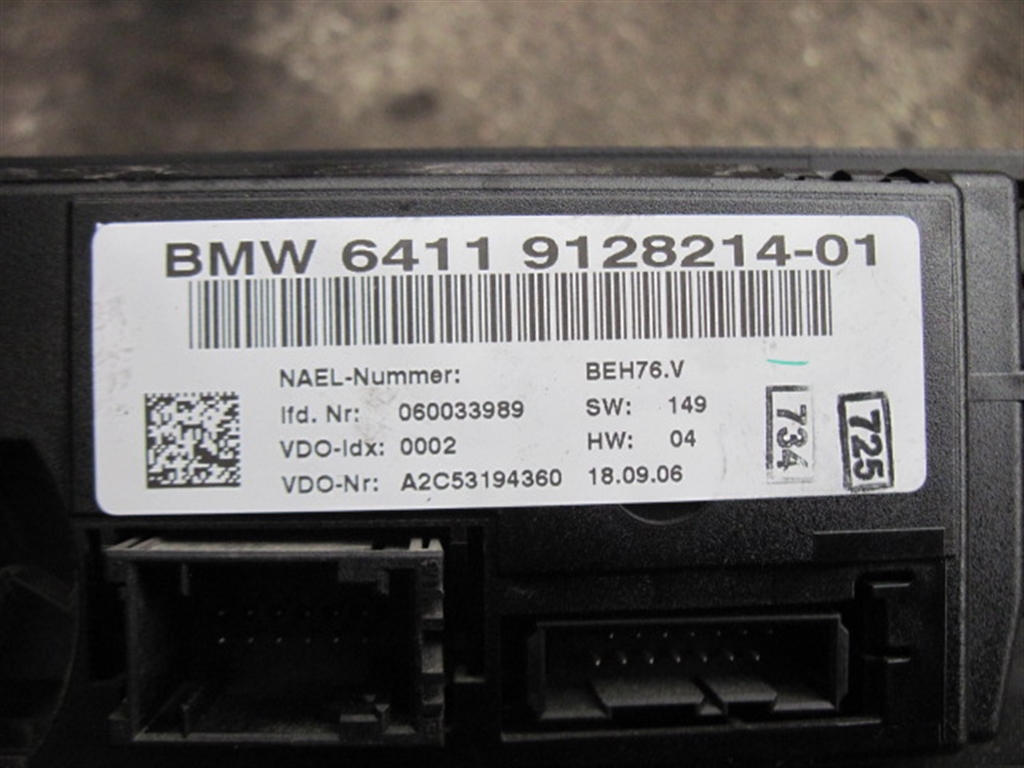 BMW 6411 9128214-01
NAEL-Nummer: BEH76.V
lfd. Nr: 060033989 SW: 149
VDO-Idx: 0002 HW: 04
VDO-Nr: A2C53194360 18.09.06
734
725